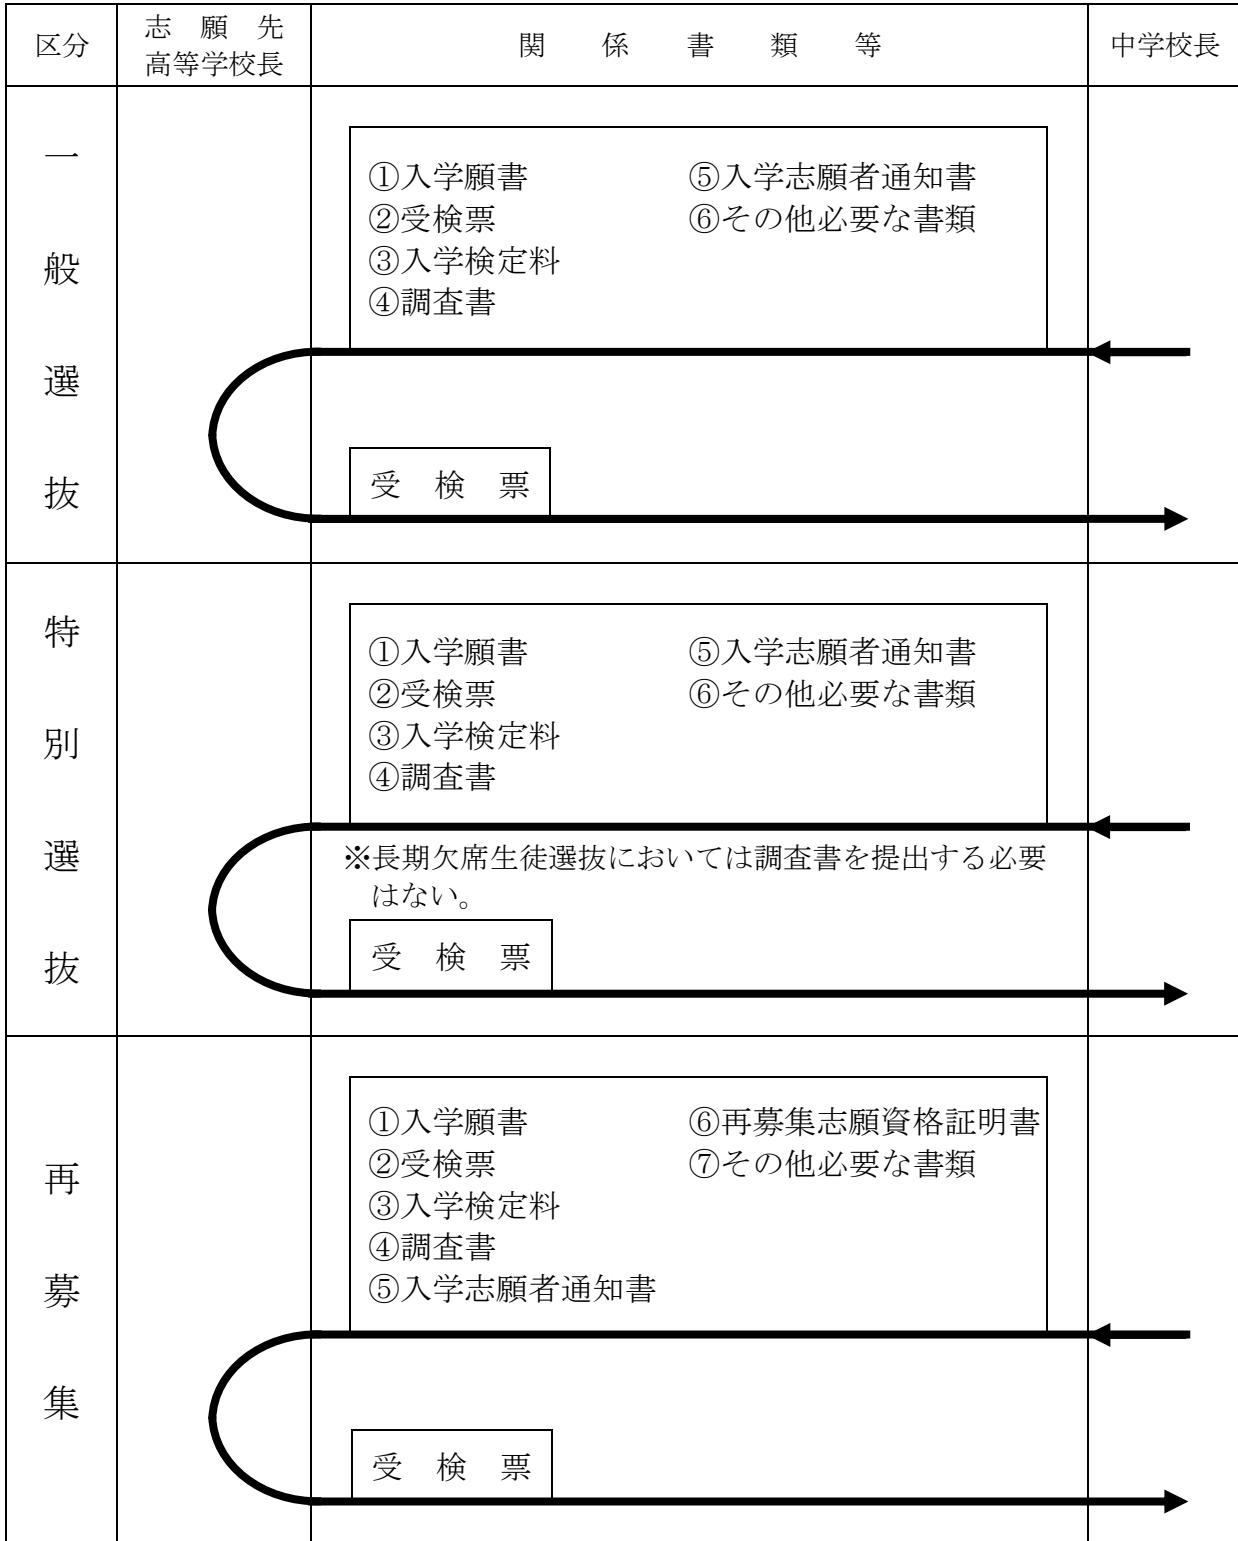 区分
志願先
高等学校長
関係書類等
中学校長
一般選抜
①入学願書 ⑤入学志願者通知書
②受検票 ⑥その他必要な書類
③入学検定料
④調査書
受検票
特別選抜
①入学願書 ⑤入学志願者通知書
②受検票 ⑥その他必要な書類
③入学検定料
④調査書
※長期欠席生徒選抜においては調査書を提出する必要
はない。
受検票
再募集
①入学願書 ⑥再募集志願資格証明書
②受検票 ⑦その他必要な書類
③入学検定料
④調査書
⑤入学志願者通知書
受検票